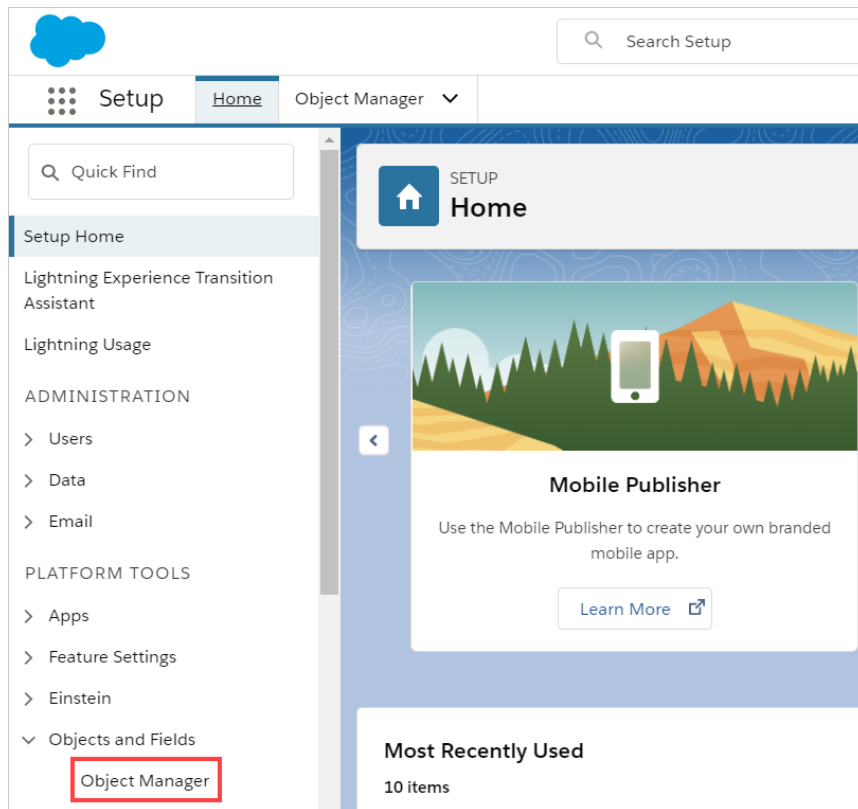 Search Setup
Setup
Home
Object Manager
Quick Find
Setup Home
Lightning Experience Transition
Assistant
Lightning Usage
ADMINISTRATION
Users
Data
Email
PLATFORM TOOLS
Apps
Feature Settings
Einstein
Objects and Fields
Object Manager
SETUP
Home
Mobile Publisher
Use the Mobile Publisher to create your own branded
mobile app.
Learn More
Most Recently Used
10 items